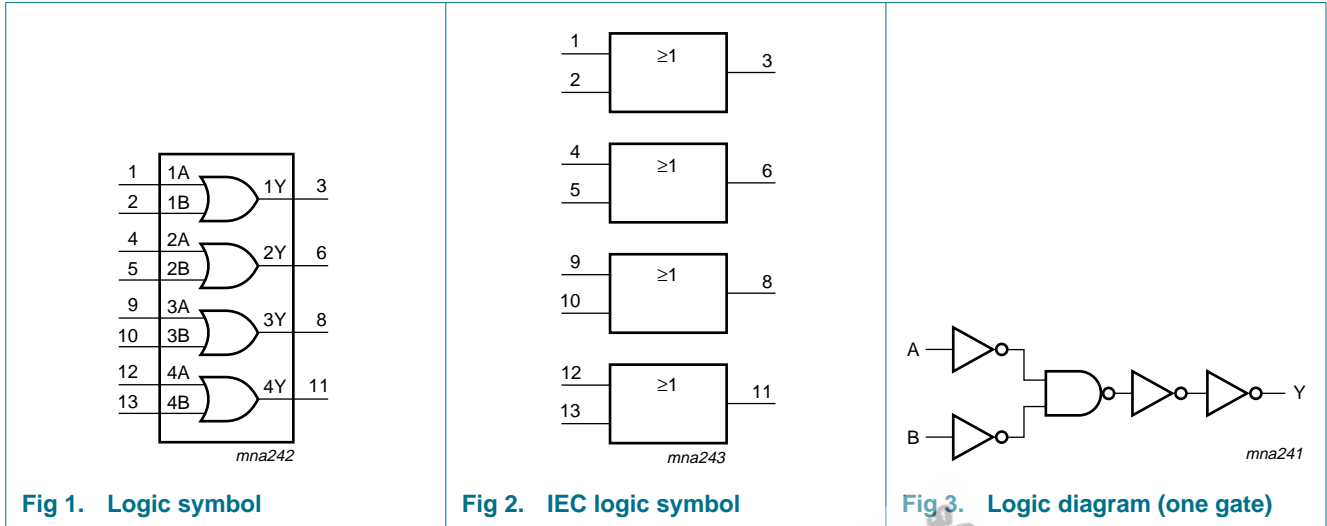 1
2
4
5
9
10
12
13
1A
1B
2A
2B
3A
3B
4A
4B
1Y
2Y
3Y
4Y
3
6
8
11
mna242
Fig 1. Logic symbol
1
2
≥1
3
4
5
≥1
6
9
10
≥1
8
12
13
≥1
11
mna243
Fig 2. IEC logic symbol
A
B
Y
mna241
Fig 3. Logic diagram (one gate)